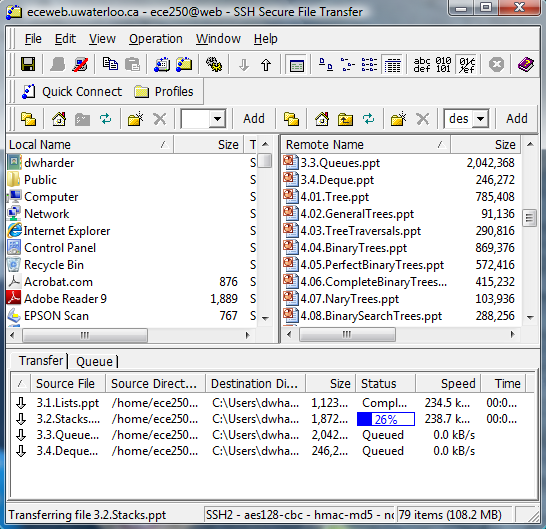 eceweb.uwaterloo.ca - ece250@web - SSH Secure File Transfer
File Edit View Operation Window Help
abc def 010 101 01¢ %f
Quick Connect Profiles
Add des Add
Local Name / Size T Remote Name / Size
dwharder S 3.3.Queues.ppt 2,042,368
Public S 3.4.Deque.ppt 246,272
Computer S 4.01.Tree.ppt 785,408
Network S 4.02.GeneralTrees.ppt 91,136
Internet Explorer S 4.03.TreeTraversals.ppt 290,816
Control Panel S 4.04.BinaryTrees.ppt 869,376
Recycle Bin S 4.05.PerfectBinaryTrees.ppt 572,416
Acrobat.com 876 S 4.06.CompleteBinaryTrees... 415,232
Adobe Reader 9 1,889 S 4.07.NaryTrees.ppt 103,936
EPSON Scan 767 S 4.08.BinarySearchTrees.ppt 288,256
Transfer Queue
/ Source File Source Direct... Destination Di... Size Status Speed Time
3.1.Lists.ppt /home/ece250... C:\Users\dwha... 1,123... Compl... 234.5 k... 00:0...
3.2.Stacks.... /home/ece250... C:\Users\dwha... 1,872... 26% 238.7 k... 00:0...
3.3.Queue... /home/ece250... C:\Users\dwha... 2,042... Queued 0.0 kB/s
3.4.Deque... /home/ece250... C:\Users\dwha... 246,2... Queued 0.0 kB/s
Transferring file 3.2.Stacks.ppt SSH2 - aes128-cbc - hmac-md5 - no 79 items (108.2 MB)